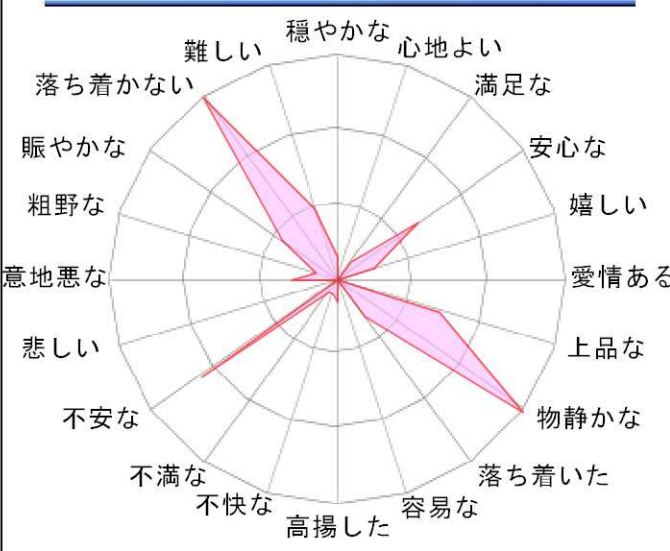 穏やかな
心地よい
満足な
安心な
嬉しい
愛情ある
上品な
物静かな
落ち着いた
容易な
高揚した
不快な
不満な
不安な
悲しい
意地悪な
粗野な
賑やかな
落ち着かない
難しい